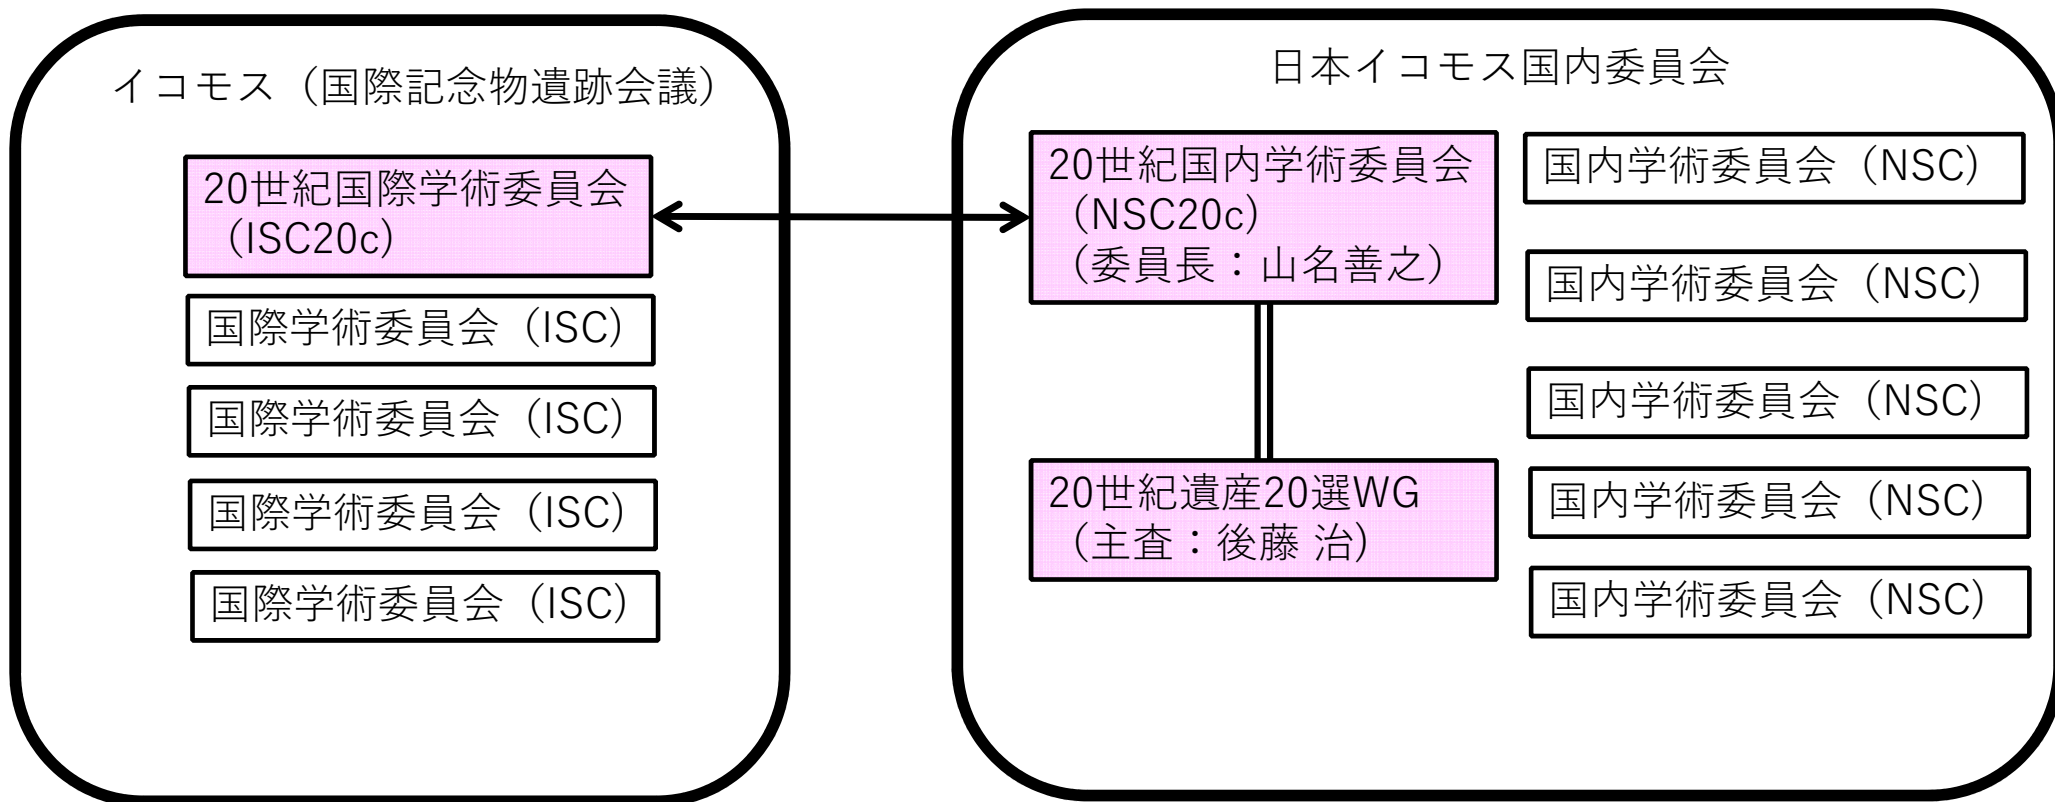 イコモス（国際記念物遺跡会議）
20世紀国際学術委員会
（ISC20c）
国際学術委員会（ISC）
国際学術委員会（ISC）
国際学術委員会（ISC）
国際学術委員会（ISC）
日本イコモス国内委員会
20世紀国内学術委員会
（NSC20c）
（委員長：山名善之）
20世紀遺産20選WG
（主査：後藤 治）
国内学術委員会（NSC）
国内学術委員会（NSC）
国内学術委員会（NSC）
国内学術委員会（NSC）
国内学術委員会（NSC）